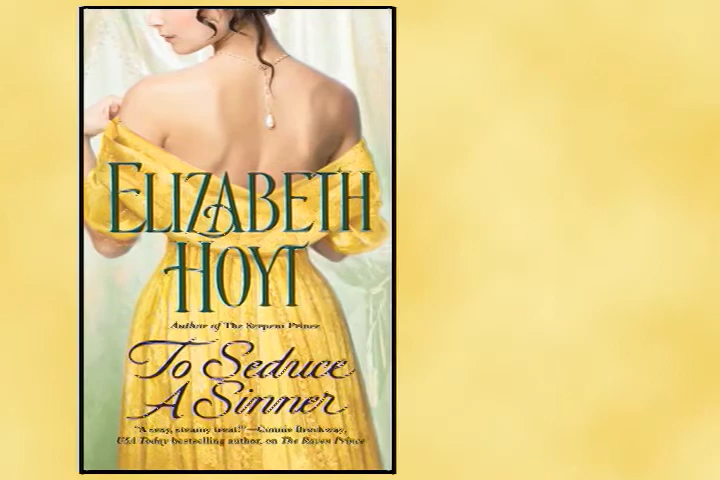 ELIZABETH
HOYT
Author of The Serpent Prince
To Seduce
A Sinner
"A sexy, steamy treat!"—Connie Brockway,
USA Today bestselling author, on The Raven Prince